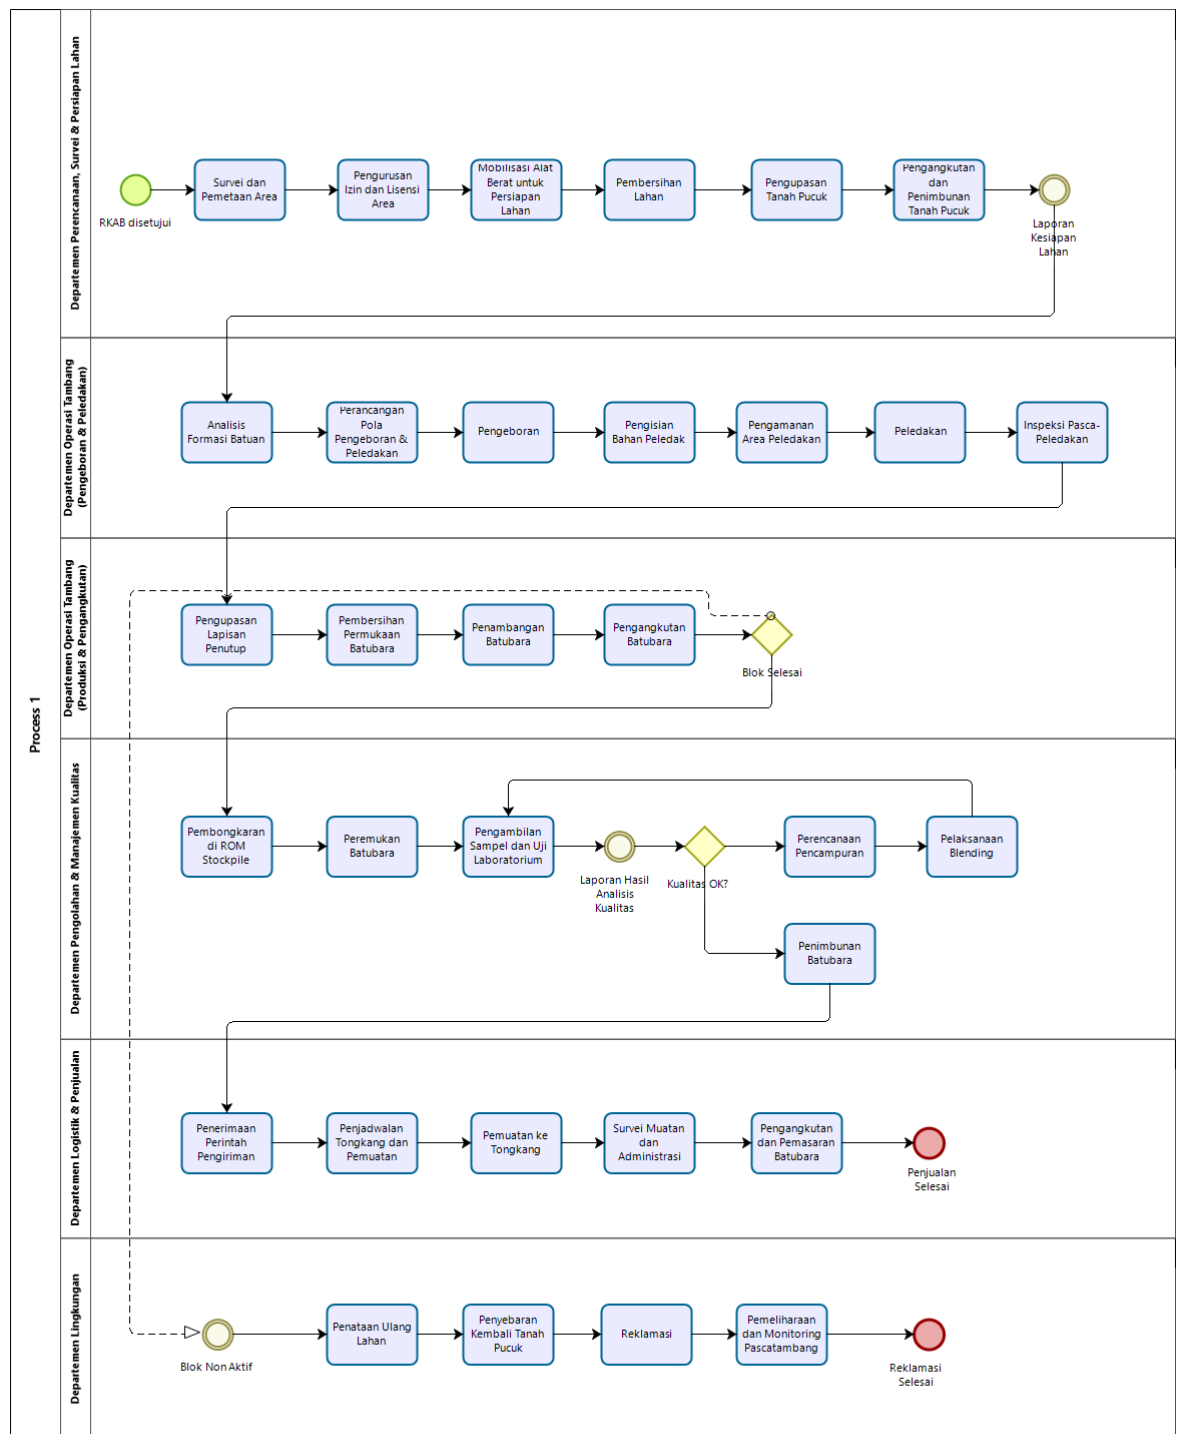 Process 1
Departemen Perencanaan, Survei & Persiapan Lahan
RKAB disetujui
Survei dan
Pemetaan Area
Pengurusan
Izin dan Lisensi
Area
Mobilisasi Alat
Berat untuk
Persiapan
Lahan
Pembersihan
Lahan
Pengupasan
Tanah Pucuk
Pengangkutan
dan
Penimbunan
Tanah Pucuk
Laporan
Kesiapan
Lahan
Departemen Operasi Tambang
(Pengeboran & Peledakan)
Analisis
Formasi Batuan
Perancangan
Pola
Pengeboran &
Peledakan
Pengeboran
Pengisian
Bahan Peledak
Pengamanan
Area Peledakan
Peledakan
Inspeksi Pasca-
Peledakan
Departemen Operasi Tambang
(Produksi & Pengangkutan)
Pengupasan
Lapisan
Penutup
Pembersihan
Permukaan
Batubara
Penambangan
Batubara
Pengangkutan
Batubara
Blok Selesai
Departemen Pengolahan & Manajemen Kualitas
Pembongkaran
di ROM
Stockpile
Peremukan
Batubara
Pengambilan
Sampel dan Uji
Laboratorium
Laporan Hasil
Analisis
Kualitas
Kualitas OK?
Perencanaan
Pencampuran
Pelaksanaan
Blending
Penimbunan
Batubara
Departemen Logistik & Penjualan
Penerimaan
Perintah
Pengiriman
Penjadwalan
Tongkang dan
Pemuatan
Pemuatan ke
Tongkang
Survei Muatan
dan
Administrasi
Pengangkutan
dan Pemasaran
Batubara
Penjualan
Selesai
Departemen Lingkungan
Blok Non Aktif
Penataan Ulang
Lahan
Penyebaran
Kembali Tanah
Pucuk
Reklamasi
Pemeliharaan
dan Monitoring
Pascatambang
Reklamasi
Selesai